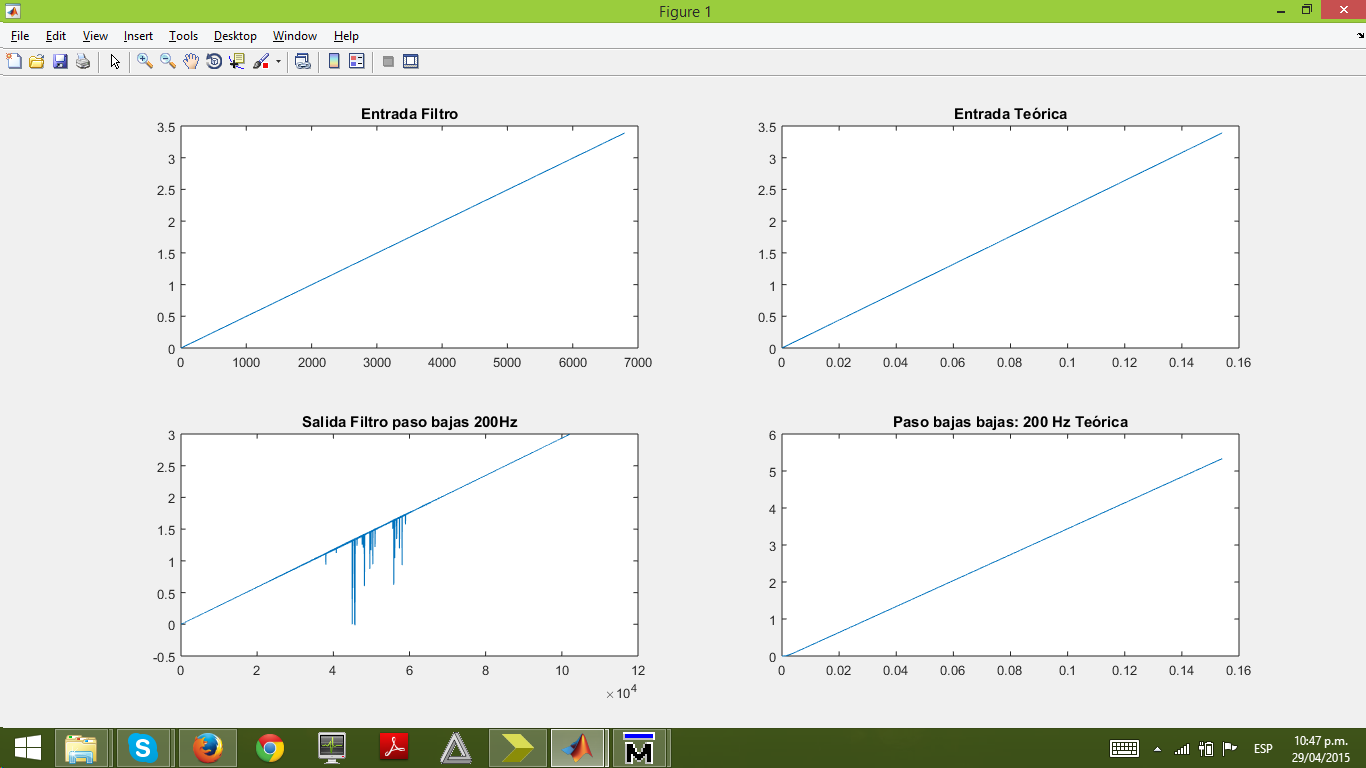 Figure 1
File Edit View Insert Tools Desktop Window Help
Entrada Filtro
3.5
3
2.5
2
1.5
1
0.5
0
0 1000 2000 3000 4000 5000 6000 7000
Entrada Teórica
3.5
3
2.5
2
1.5
1
0.5
0
0 0.02 0.04 0.06 0.08 0.1 0.12 0.14 0.16
Salida Filtro paso bajas 200Hz
3
2.5
2
1.5
1
0.5
0
-0.5
0 2 4 6 8 10 12
×10^4
Paso bajas bajas: 200 Hz Teórica
6
5
4
3
2
1
0
0 0.02 0.04 0.06 0.08 0.1 0.12 0.14 0.16
ESP
10:47 p.m.
29/04/2015